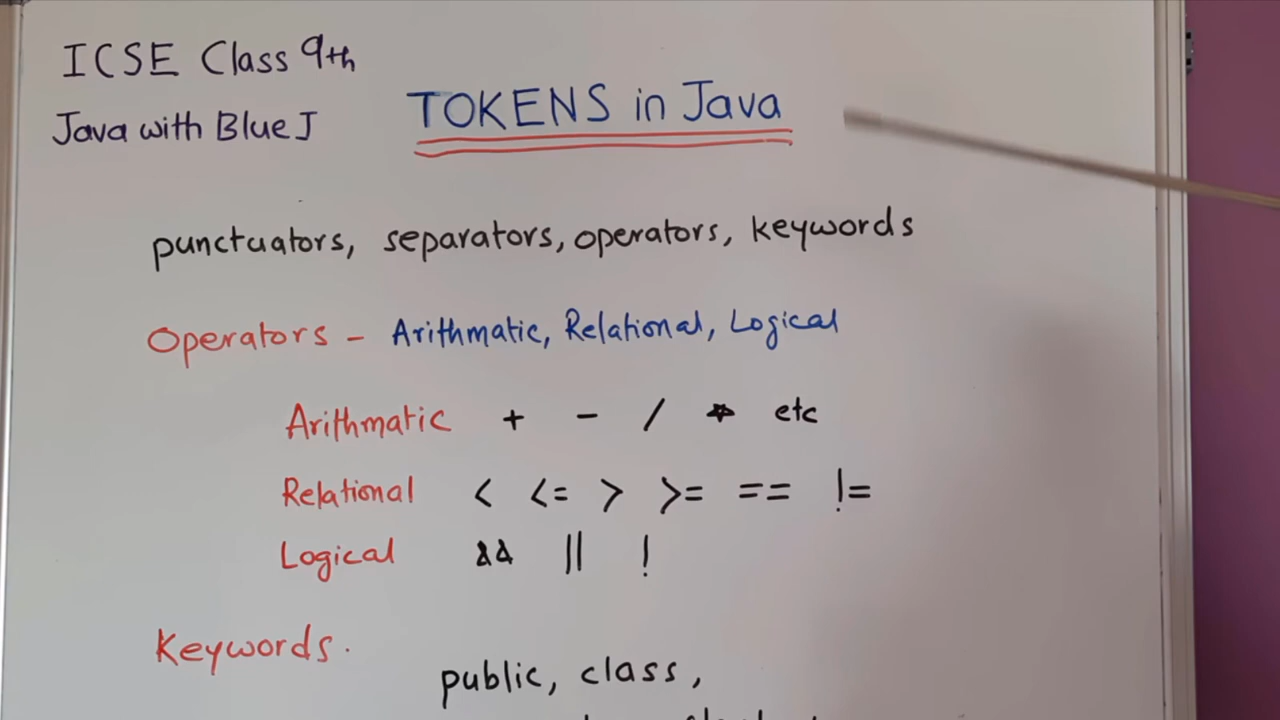 ICSE Class 9th
Java with BlueJ
TOKENS in Java
punctuators, separators, operators, keywords
Operators - Arithmatic, Relational, Logical
Arithmatic + - / * etc
Relational < <= > >= == !=
Logical && || !
Keywords.
public, class,